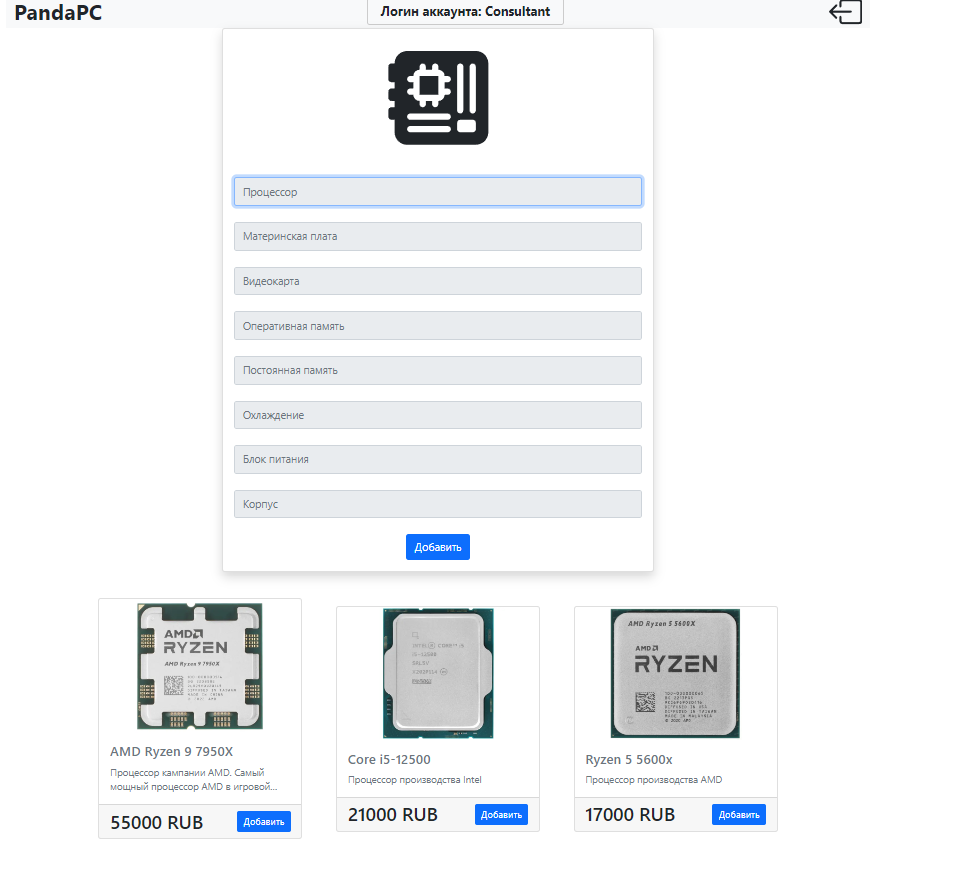 PandaPC
Логин аккаунта: Consultant
Процессор
Материнская плата
Видеокарта
Оперативная память
Постоянная память
Охлаждение
Блок питания
Корпус
Добавить
AMD
RYZEN
AMD Ryzen 9 7950X
AMD Ryzen 9 7950X
Процессор кампании AMD. Самый
мощный процессор AMD в игровой...
55000 RUB
Добавить
i5-12500
Core i5-12500
Процессор производства Intel
21000 RUB
Добавить
AMD Ryzen 5 5600X
AMD
RYZEN
Ryzen 5 5600x
Процессор производства AMD
17000 RUB
Добавить